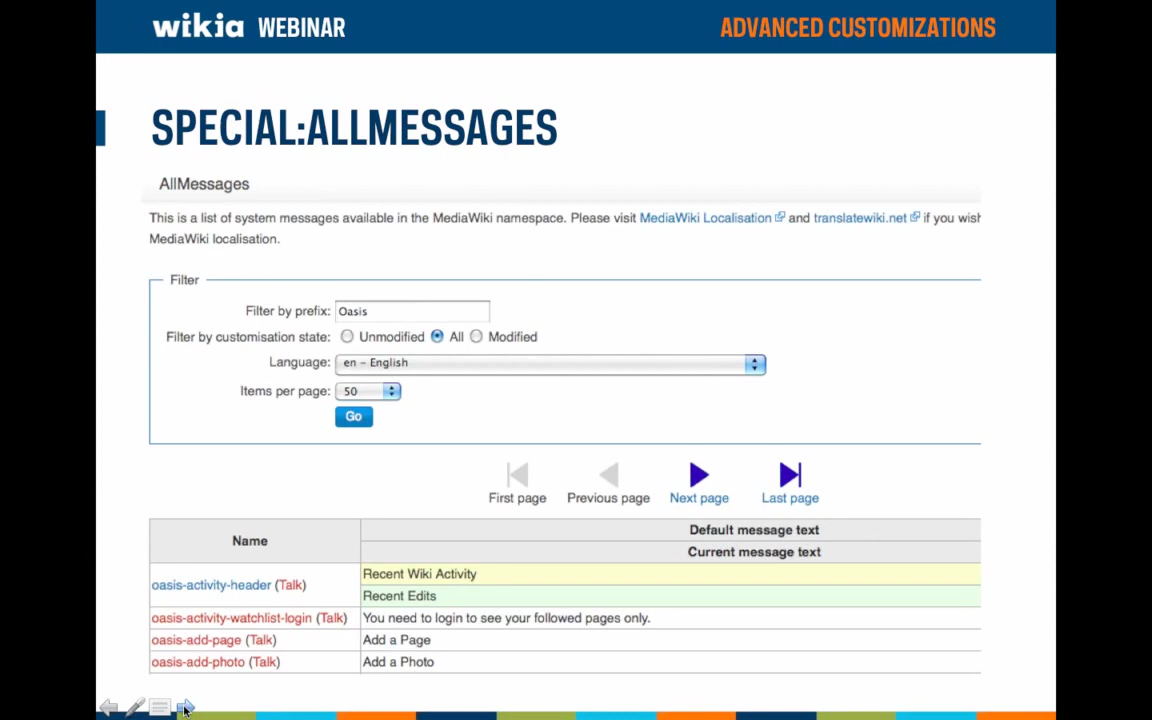 wikia WEBINAR
ADVANCED CUSTOMIZATIONS
SPECIAL:ALLMESSAGES
AllMessages
This is a list of system messages available in the MediaWiki namespace. Please visit MediaWiki Localisation and translatewiki.net if you wish
MediaWiki localisation.
Filter
Filter by prefix: Oasis
Filter by customisation state: Unmodified All Modified
Language: en – English
Items per page: 50
Go
First page Previous page Next page Last page
Name
Default message text
Current message text
oasis-activity-header (Talk)
Recent Wiki Activity
Recent Edits
oasis-activity-watchlist-login (Talk) You need to login to see your followed pages only.
oasis-add-page (Talk) Add a Page
oasis-add-photo (Talk) Add a Photo